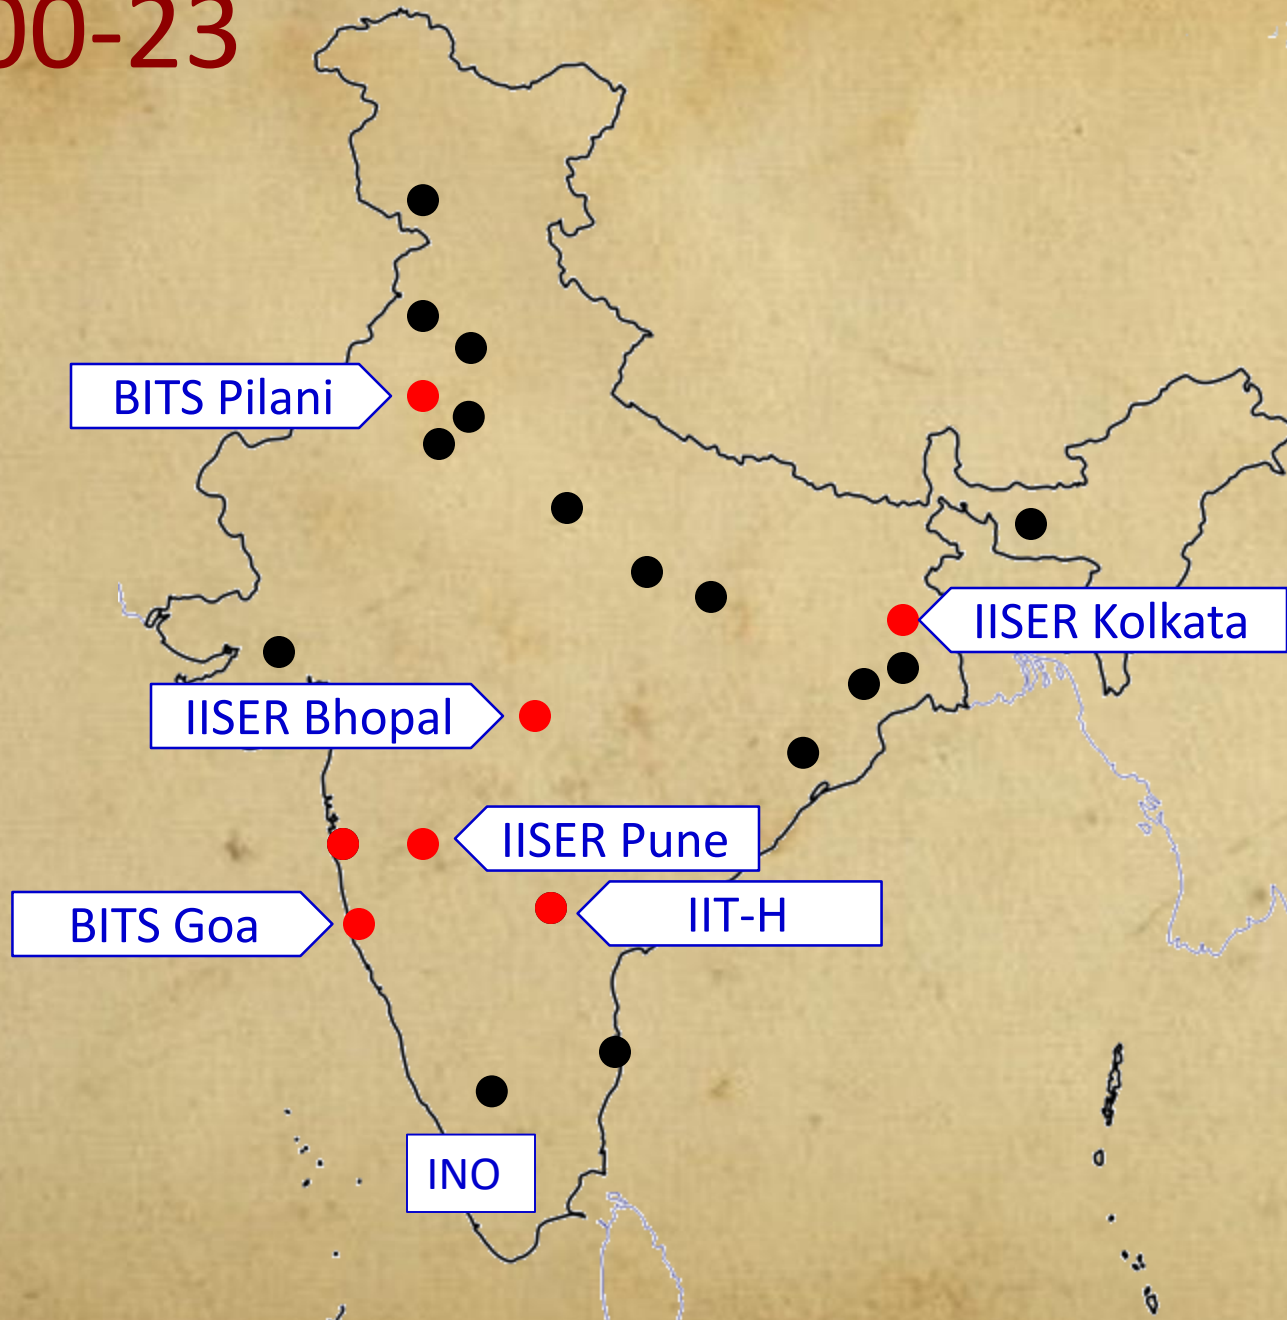 00-23
BITS Pilani
IISER Kolkata
IISER Bhopal
IISER Pune
IIT-H
BITS Goa
INO